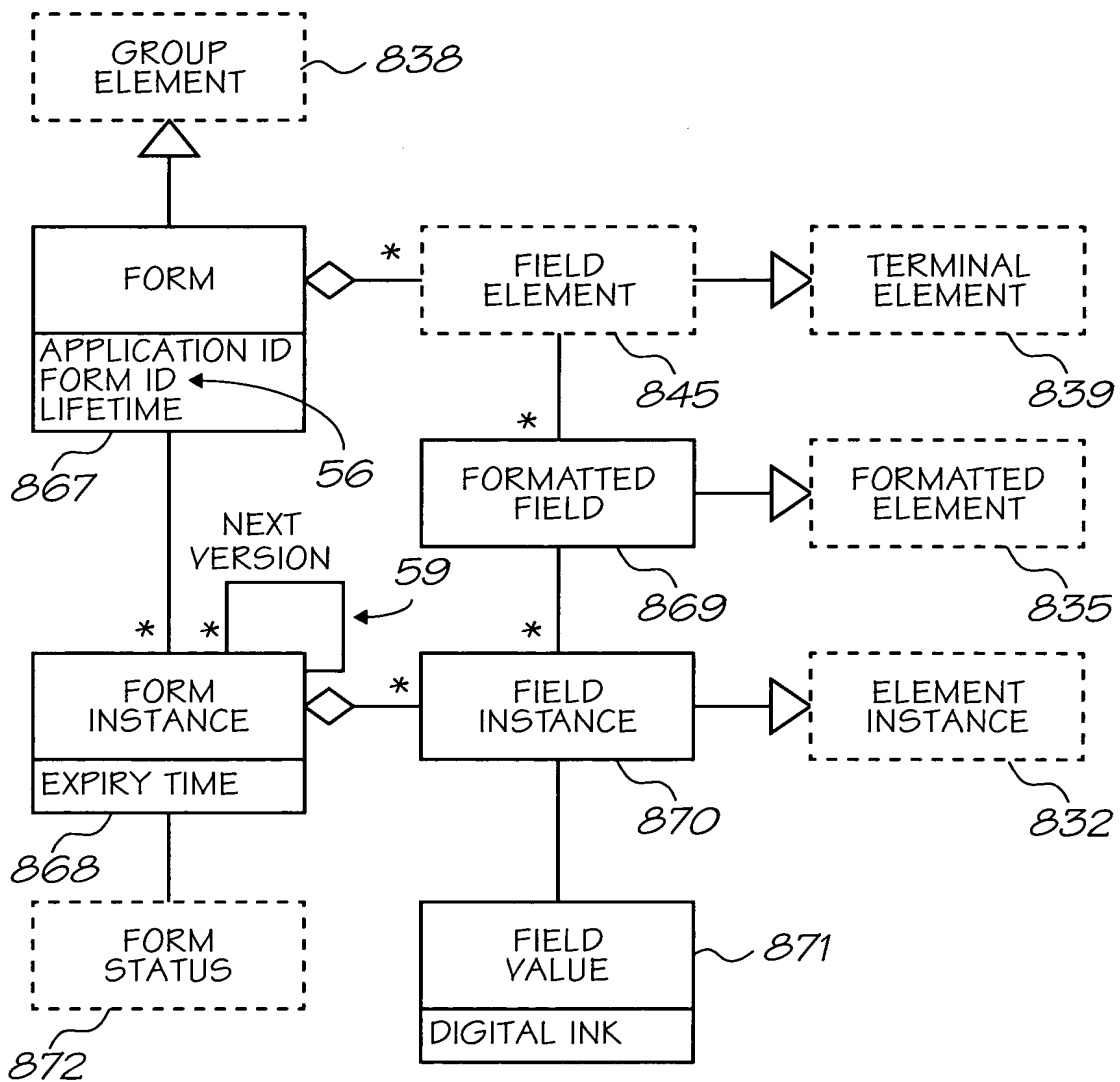 GROUP
ELEMENT
838
FORM
APPLICATION ID
FORM ID
LIFETIME
867
56
*
FIELD
ELEMENT
845
TERMINAL
ELEMENT
839
*
FORMATTED
FIELD
869
FORMATTED
ELEMENT
835
NEXT
VERSION
59
*
*
FORM
INSTANCE
EXPIRY TIME
868
*
*
FIELD
INSTANCE
870
ELEMENT
INSTANCE
832
FORM
STATUS
872
FIELD
VALUE
DIGITAL INK
871